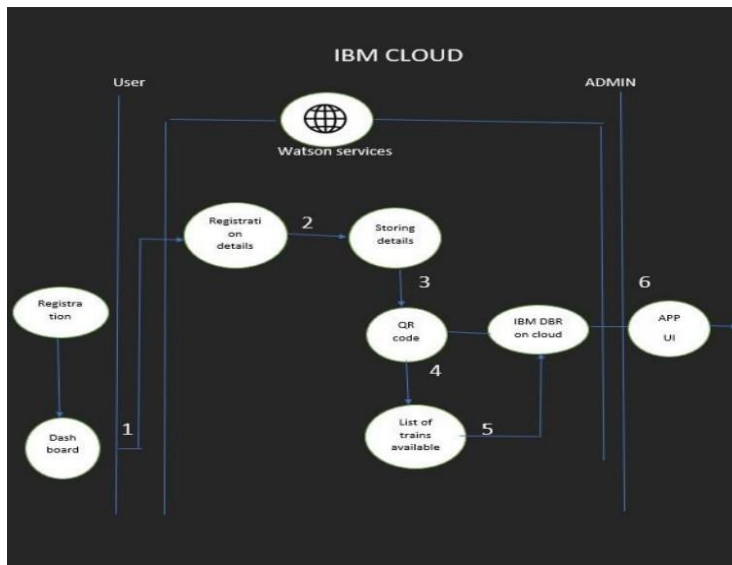 IBM CLOUD
User
ADMIN
Watson services
Registrati
on
details
2
Storing
details
3
6
Registra
tion
QR
code
IBM DBR
on cloud
APP
UI
4
1
Dash
board
List of
trains
available
5